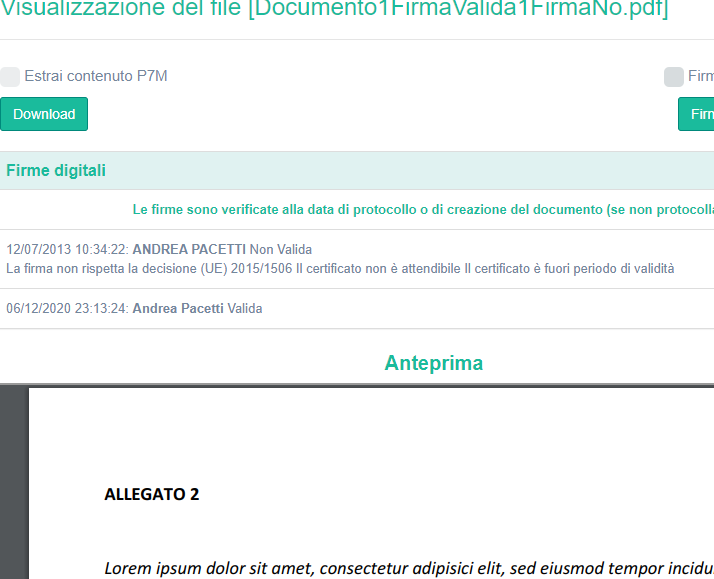 Visualizzazione del file [Documento1FirmaValida1FirmaNo.pdf]
Estrai contenuto P7M
Firm
Download
Firm
Firme digitali
Le firme sono verificate alla data di protocollo o di creazione del documento (se non protocolla
12/07/2013 10:34:22: ANDREA PACETTI Non Valida
La firma non rispetta la decisione (UE) 2015/1506 Il certificato non è attendibile Il certificato è fuori periodo di validità
06/12/2020 23:13:24: Andrea Pacetti Valida
Anteprima
ALLEGATO 2
Lorem ipsum dolor sit amet, consectetur adipisici elit, sed eiusmod tempor incidu